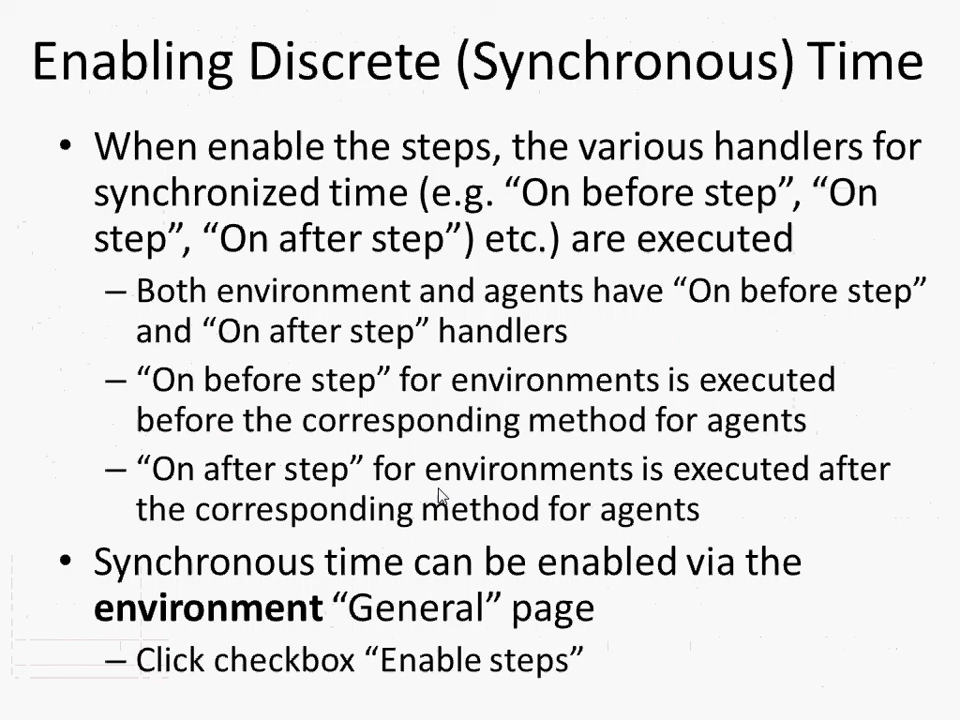 Enabling Discrete (Synchronous) Time
• When enable the steps, the various handlers for
synchronized time (e.g. “On before step”, “On
step”, “On after step”) etc.) are executed
– Both environment and agents have “On before step”
and “On after step” handlers
– “On before step” for environments is executed
before the corresponding method for agents
– “On after step” for environments is executed after
the corresponding method for agents
• Synchronous time can be enabled via the
environment “General” page
– Click checkbox “Enable steps”